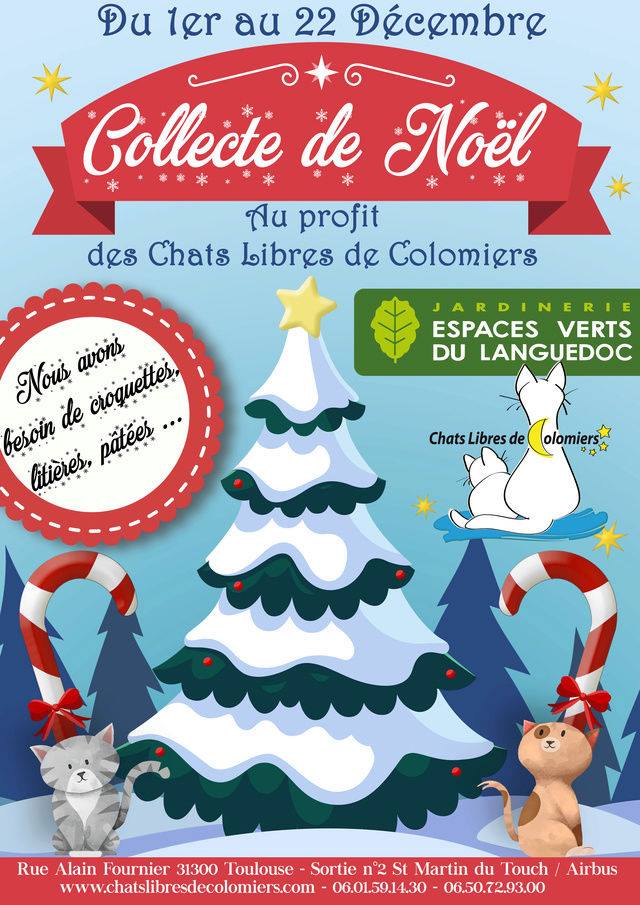 Du 1er au 22 Décembre
Collecte de Noël
Au profit
des Chats Libres de Colomiers
JARDINERIE
ESPACES VERTS
DU LANGUEDOC
Nous avons
besoin de croquettes,
litières, pâtées ...
Chats Libres de Colomiers
Rue Alain Fournier 31300 Toulouse - Sortie n°2 St Martin du Touch / Airbus
www.chatslibresdecolomiers.com - 06.01.59.14.30 - 06.50.72.93.00